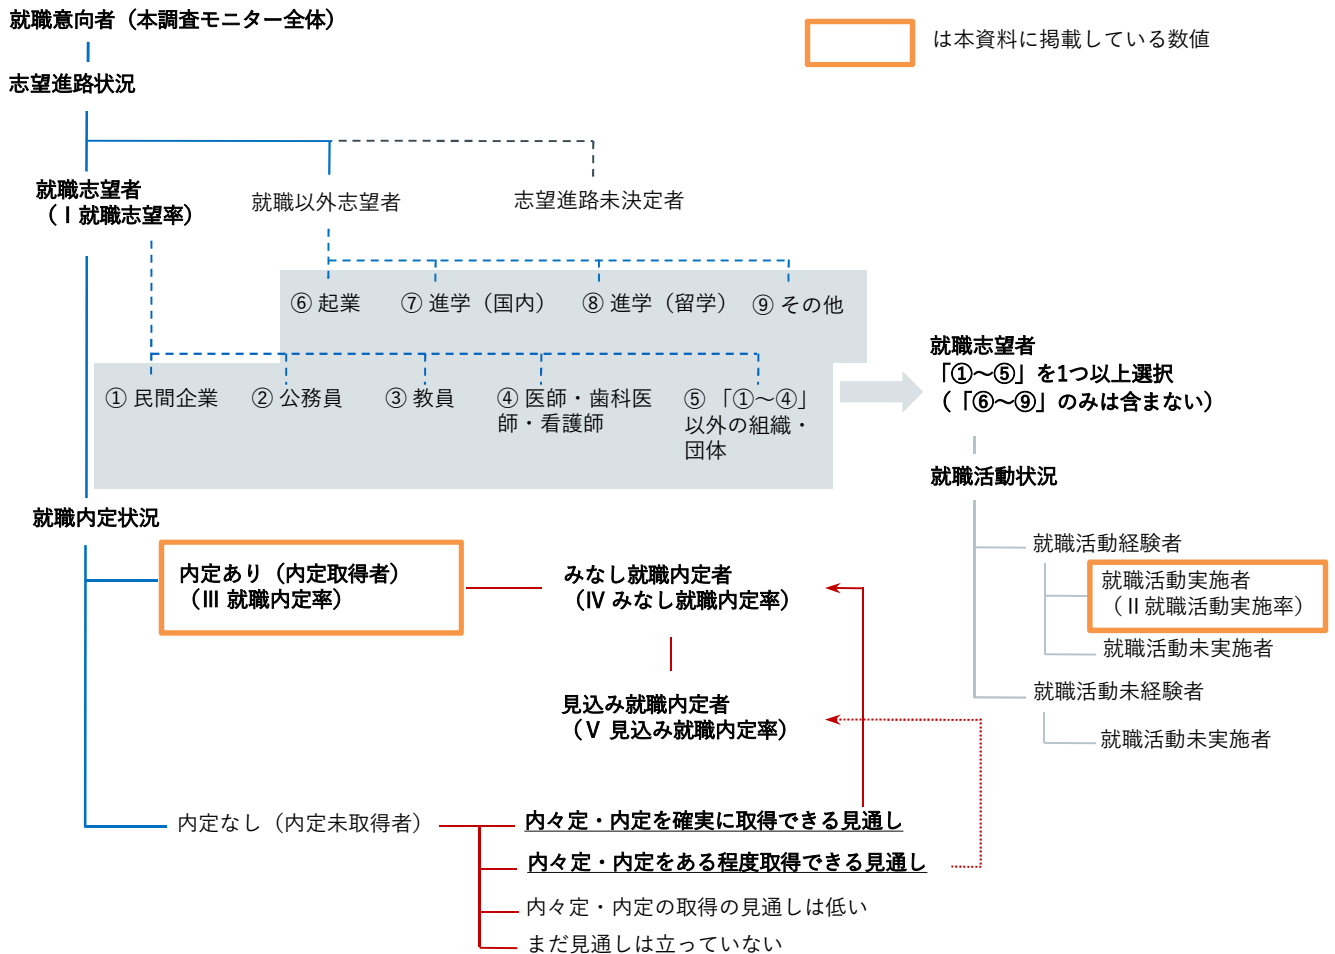 就職意向者（本調査モニター全体）
は本資料に掲載している数値
志望進路状況
就職志望者
（Ⅰ就職志望率）
就職以外志望者
志望進路未決定者
⑥ 起業
⑦ 進学（国内）
⑧ 進学（留学）
⑨ その他
① 民間企業
② 公務員
③ 教員
④ 医師・歯科医
師・看護師
⑤ 「①～④」
以外の組織・
団体
就職志望者
「①～⑤」を1つ以上選択
（「⑥～⑨」のみは含まない）
就職活動状況
就職活動経験者
就職活動実施者
（Ⅱ就職活動実施率）
就職活動未実施者
就職活動未経験者
就職活動未実施者
就職内定状況
内定あり（内定取得者）
（Ⅲ 就職内定率）
みなし就職内定者
（Ⅳ みなし就職内定率）
見込み就職内定者
（Ⅴ 見込み就職内定率）
内定なし（内定未取得者）
内々定・内定を確実に取得できる見通し
内々定・内定をある程度取得できる見通し
内々定・内定の取得の見通しは低い
まだ見通しは立っていない